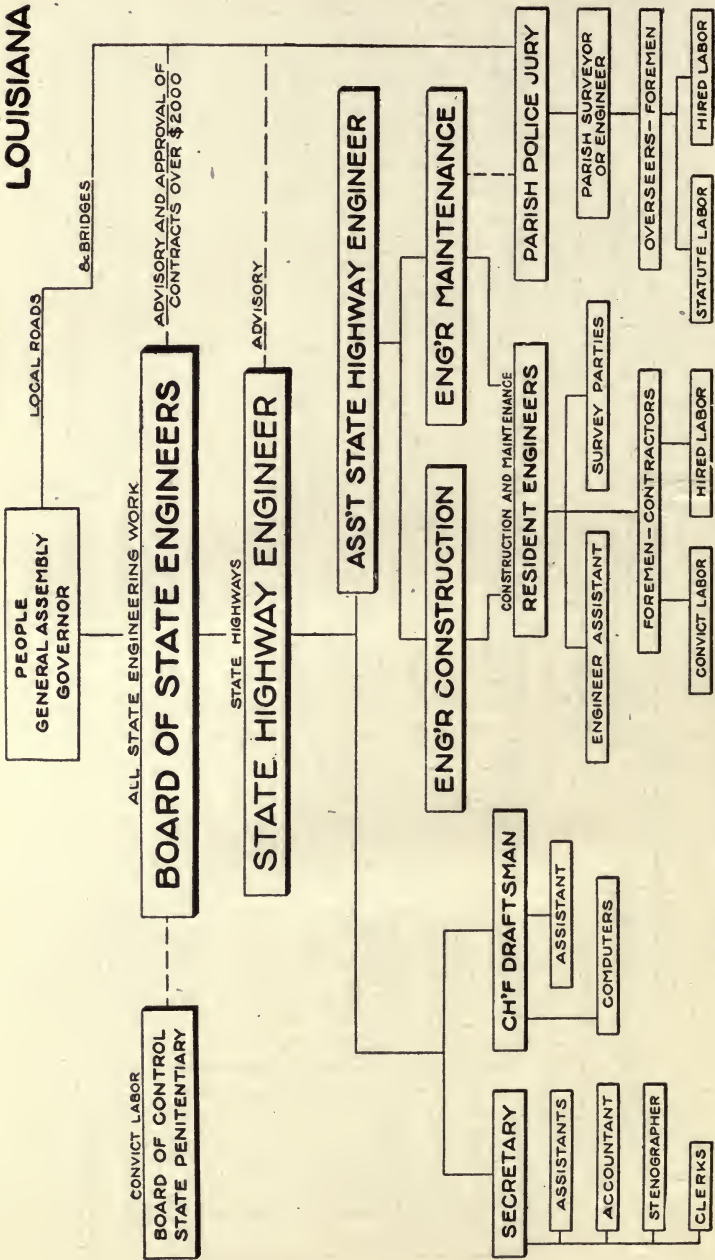 LOUISIANA
PEOPLE
GENERAL ASSEMBLY
GOVERNOR
LOCAL ROADS
& BRIDGES
CONVICT LABOR
BOARD OF CONTROL
STATE PENITENTIARY
ALL STATE ENGINEERING WORK
BOARD OF STATE ENGINEERS
ADVISORY AND APPROVAL OF
CONTRACTS OVER $2000
STATE HIGHWAYS
STATE HIGHWAY ENGINEER
ADVISORY
ASS'T STATE HIGHWAY ENGINEER
ENG'R CONSTRUCTION
ENG'R MAINTENANCE
SECRETARY
ASSISTANTS
ACCOUNTANT
STENOGRAPHER
CLERKS
CH'F DRAFTSMAN
ASSISTANT
COMPUTERS
CONSTRUCTION AND MAINTENANCE
RESIDENT ENGINEERS
ENGINEER ASSISTANT
SURVEY PARTIES
FOREMEN-CONTRACTORS
CONVICT LABOR
HIRED LABOR
PARISH POLICE JURY
PARISH SURVEYOR
OR ENGINEER
OVERSEERS-FOREMEN
STATUTE LABOR
HIRED LABOR